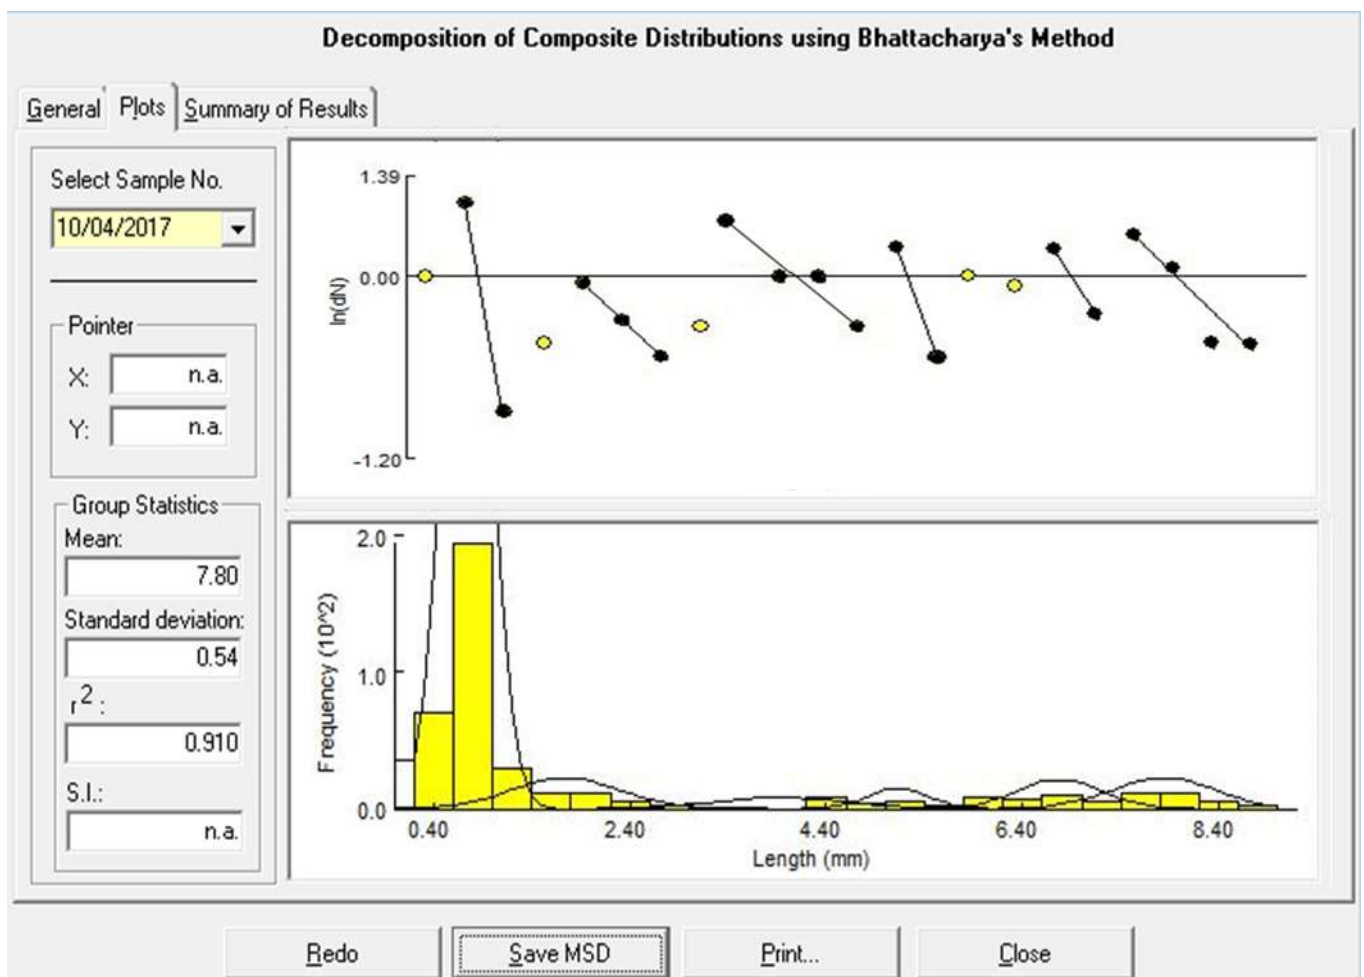 Decomposition of Composite Distributions using Bhattacharya's Method
General
Plots
Summary of Results
Select Sample No.
10/04/2017
Pointer
X: n.a.
Y: n.a.
Group Statistics
Mean:
7.80
Standard deviation:
0.54
r² :
0.910
S.I.:
n.a.
1.39
0.00
-1.20
ln(dN)
2.0
1.0
0.0
Frequency (10^2)
0.40 2.40 4.40 6.40 8.40
Length (mm)
Redo
Save MSD
Print...
Close